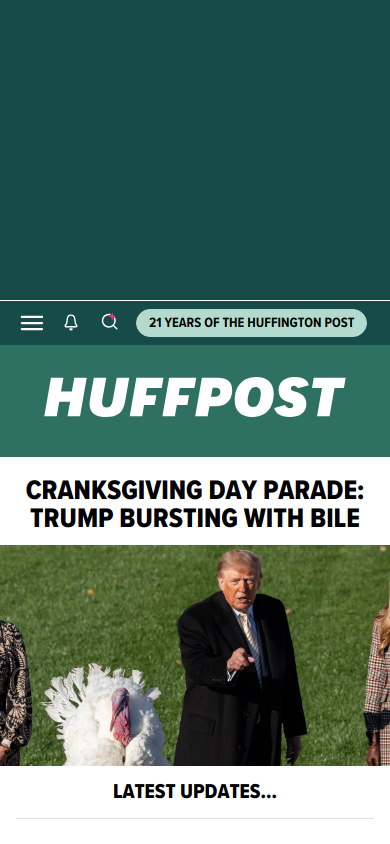 21 YEARS OF THE HUFFINGTON POST
HUFFPOST
CRANKSGIVING DAY PARADE:
TRUMP BURSTING WITH BILE
LATEST UPDATES...